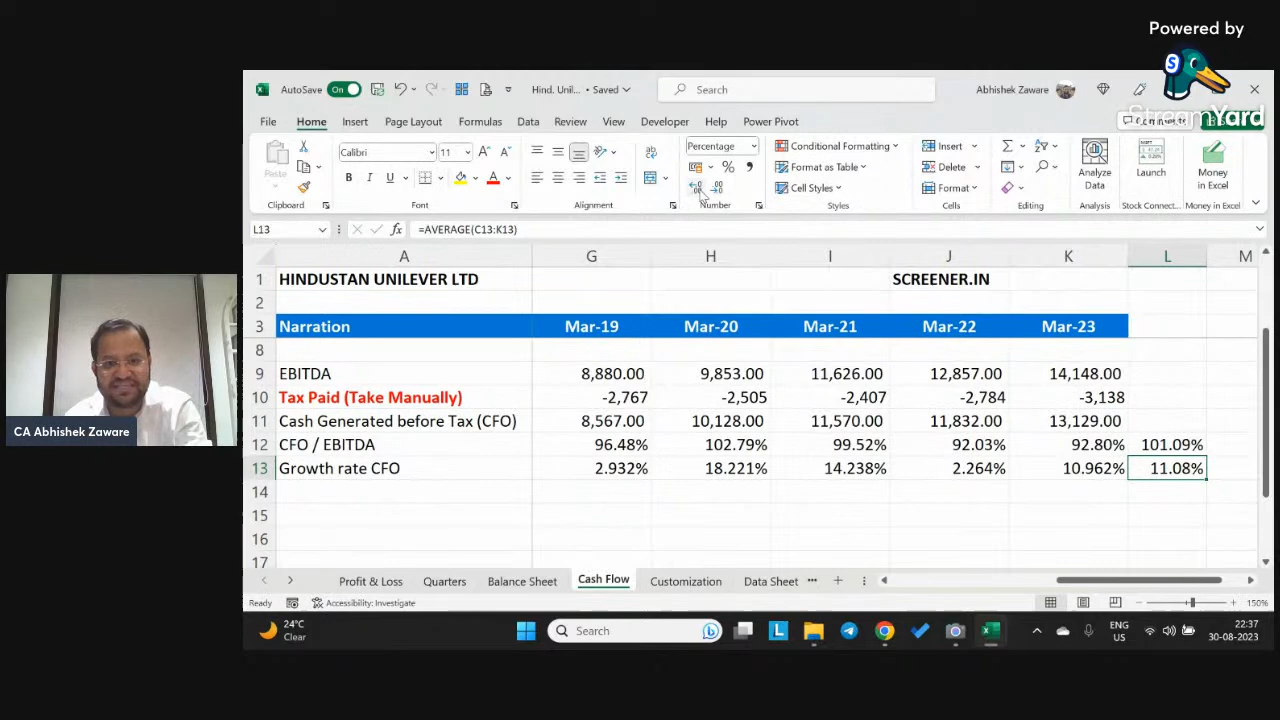 Powered by
StreamYard
AutoSave On Hind. Unil... • Saved Search Abhishek Zaware
File Home Insert Page Layout Formulas Data Review View Developer Help Power Pivot Comments
Paste Calibri 11 Percentage Conditional Formatting Insert Analyze Data Launch Money in Excel
B I U Format as Table Delete
Cell Styles Format
Clipboard Font Alignment Number Styles Cells Editing Analysis Stock Connect... Money in Excel
L13 fx =AVERAGE(C13:K13)
A G H I J K L M
1 HINDUSTAN UNILEVER LTD SCREENER.IN
2
3 Narration Mar-19 Mar-20 Mar-21 Mar-22 Mar-23
8
9 EBITDA 8,880.00 9,853.00 11,626.00 12,857.00 14,148.00
10 Tax Paid (Take Manually) -2,767 -2,505 -2,407 -2,784 -3,138
11 Cash Generated before Tax (CFO) 8,567.00 10,128.00 11,570.00 11,832.00 13,129.00
12 CFO / EBITDA 96.48% 102.79% 99.52% 92.03% 92.80% 101.09%
13 Growth rate CFO 2.932% 18.221% 14.238% 2.264% 10.962% 11.08%
14
15
16
17
CA Abhishek Zaware
Profit & Loss Quarters Balance Sheet Cash Flow Customization Data Sheet ...
Ready Accessibility: Investigate 150%
24°C
Clear
Search
ENG
US
22:37
30-08-2023